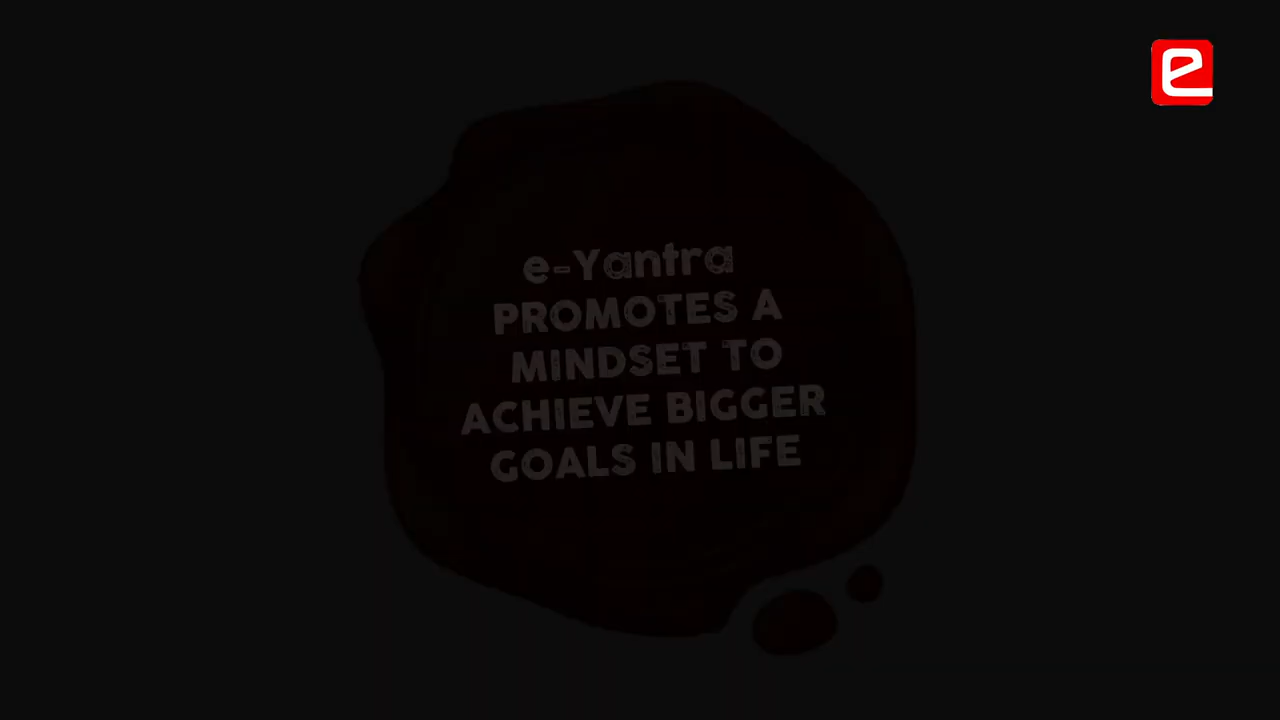 e
e-Yantra
PROMOTES A
MINDSET TO
ACHIEVE BIGGER
GOALS IN LIFE